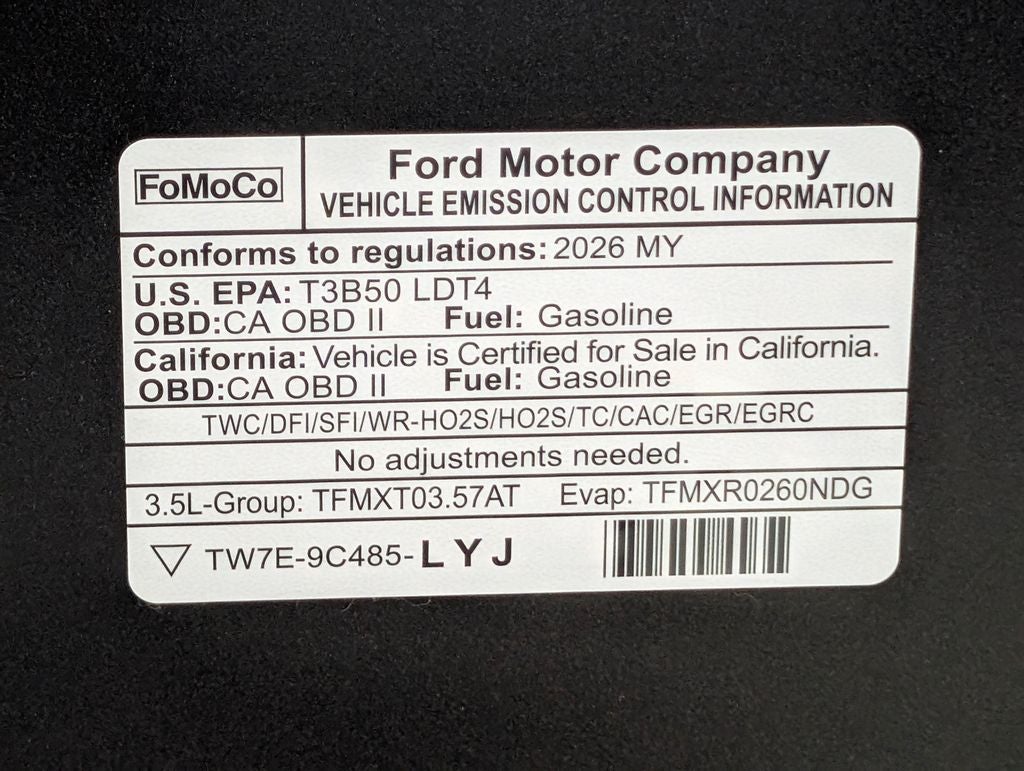 FoMoCo
Ford Motor Company
VEHICLE EMISSION CONTROL INFORMATION
Conforms to regulations: 2026 MY
U.S. EPA: T3B50 LDT4
OBD:CA OBD II Fuel: Gasoline
California: Vehicle is Certified for Sale in California.
OBD:CA OBD II Fuel: Gasoline
TWC/DFI/SFI/WR-HO2S/HO2S/TC/CAC/EGR/EGRC
No adjustments needed.
3.5L-Group: TFMXT03.57AT Evap: TFMXR0260NDG
TW7E-9C485-LYJ